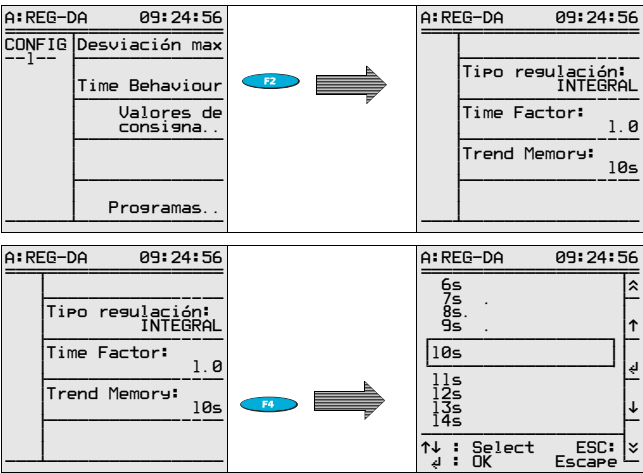 A:REG-DA 09:24:56
CONFIG
--1--
Desviación max
Time Behaviour
Valores de
consigna..
Programas..
F2
A:REG-DA 09:24:56
Tipo regulación:
INTEGRAL
Time Factor:
1.0
Trend Memory:
10s
A:REG-DA 09:24:56
Tipo regulación:
INTEGRAL
Time Factor:
1.0
Trend Memory:
10s
F4
A:REG-DA 09:24:56
6s
7s .
8s.
9s .
10s
11s
12s
13s
14s
↑↓ : Select ESC:
↲ : OK Escape